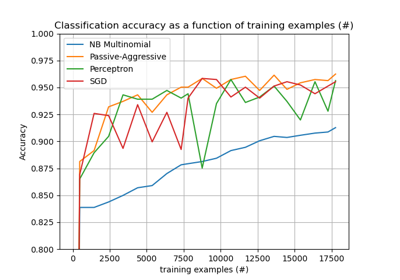 Classification accuracy as a function of training examples (#)
1.000
0.975
0.950
0.925
0.900
0.875
0.850
0.825
0.800
Accuracy
NB Multinomial
Passive-Aggressive
Perceptron
SGD
0 2500 5000 7500 10000 12500 15000 17500
training examples (#)